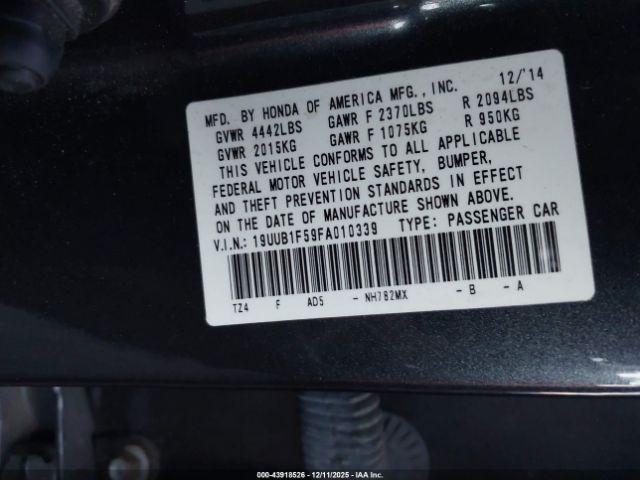 MFD. BY HONDA OF AMERICA MFG., INC. 12/'14
GVWR 4442LBS GAWR F 2370LBS R 2094LBS
GVWR 2015KG GAWR F 1075KG R 950KG
THIS VEHICLE CONFORMS TO ALL APPLICABLE
FEDERAL MOTOR VEHICLE SAFETY, BUMPER,
AND THEFT PREVENTION STANDARDS IN EFFECT
ON THE DATE OF MANUFACTURE SHOWN ABOVE.
V.I.N.: 19UUB1F59FA010339 TYPE: PASSENGER CAR
TZ4 F AD5 - NH782MX - B - A
000-43918526 - 12/11/2025 - IAA Inc.